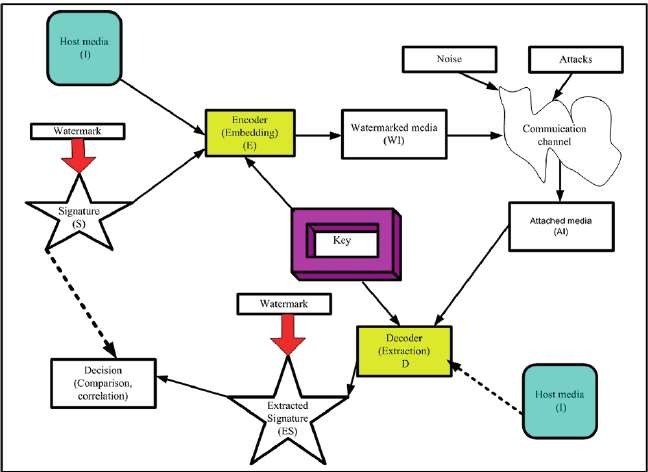 Host media
(I)
Noise
Attacks
Watermark
Encoder
(Embedding)
(E)
Watermarked media
(WI)
Commuication
channel
Signature
(S)
Key
Attached media
(AI)
Watermark
Decoder
(Extraction)
D
Decision
(Comparison,
correlation)
Extracted
Signature
(ES)
Host media
(I)